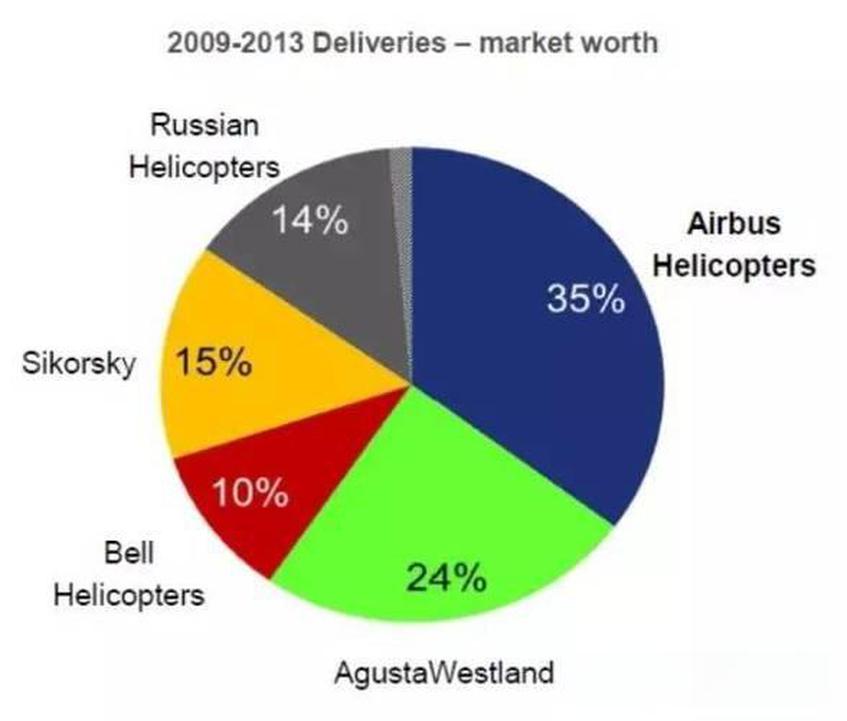 2009-2013 Deliveries – market worth
Russian
Helicopters
14%
Airbus
Helicopters
35%
Sikorsky
15%
10%
Bell
Helicopters
24%
AgustaWestland